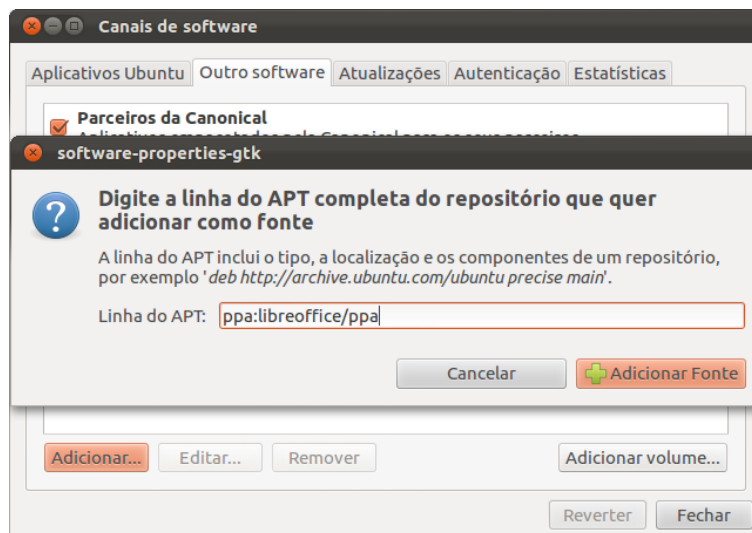 Canais de software
Aplicativos Ubuntu Outro software Atualizações Autenticação Estatísticas
Parceiros da Canonical
software-properties-gtk
Digite a linha do APT completa do repositório que quer
adicionar como fonte
A linha do APT inclui o tipo, a localização e os componentes de um repositório,
por exemplo 'deb http://archive.ubuntu.com/ubuntu precise main'.
Linha do APT: ppa:libreoffice/ppa
Cancelar Adicionar Fonte
Adicionar... Editar... Remover Adicionar volume...
Reverter Fechar